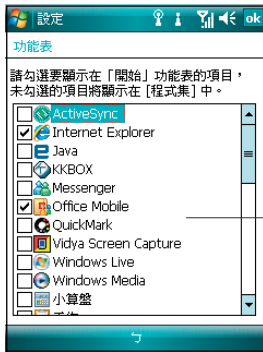 設定
ok
功能表
請勾選要顯示在「開始」功能表的項目，
未勾選的項目將顯示在 [程式集] 中。
ActiveSync
Internet Explorer
Java
KKBOX
Messenger
Office Mobile
QuickMark
Vidya Screen Capture
Windows Live
Windows Media
小算盤